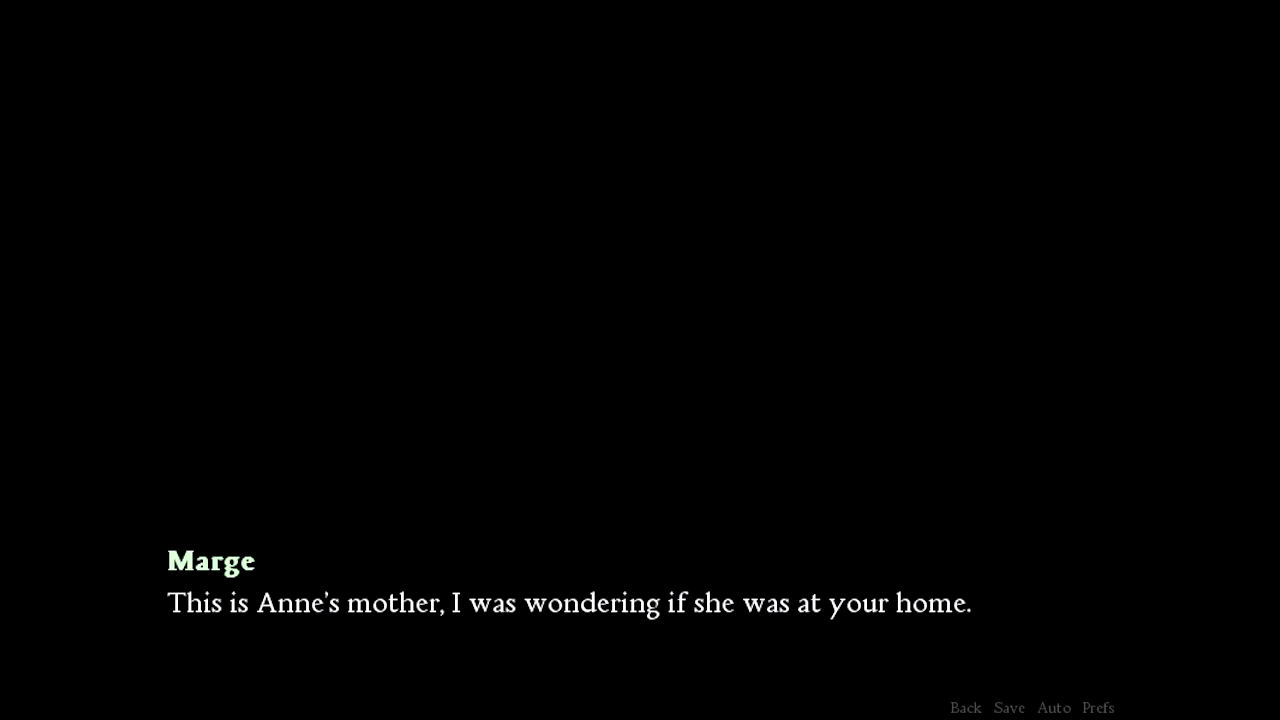 Marge
This is Anne's mother, I was wondering if she was at your home.
Back Save Auto Prefs